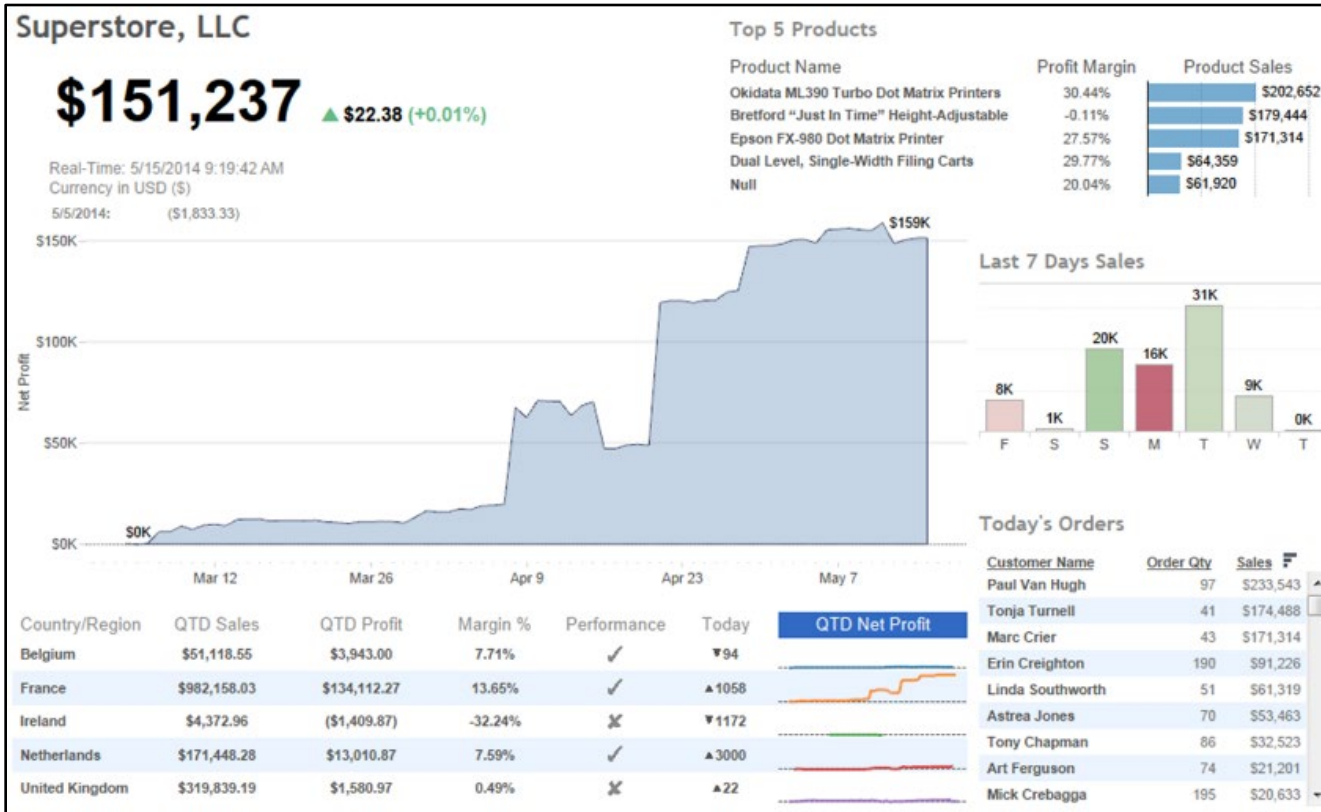 Superstore, LLC
$151,237 ▲ $22.38 (+0.01%)
Real-Time: 5/15/2014 9:19:42 AM
Currency in USD ($)
5/5/2014: ($1,833.33)
$150K
$100K
$50K
$0K
Net Profit
$0K
$159K
Mar 12 Mar 26 Apr 9 Apr 23 May 7
Top 5 Products
Product Name Profit Margin Product Sales
Okidata ML390 Turbo Dot Matrix Printers 30.44% $202,652
Bretford “Just In Time” Height-Adjustable -0.11% $179,444
Epson FX-980 Dot Matrix Printer 27.57% $171,314
Dual Level, Single-Width Filing Carts 29.77% $64,359
Null 20.04% $61,920
Last 7 Days Sales
8K 1K 20K 16K 31K 9K 0K
F S S M T W T
Country/Region QTD Sales QTD Profit Margin % Performance Today QTD Net Profit
Belgium $51,118.55 $3,943.00 7.71% ✓ ▼94
France $982,158.03 $134,112.27 13.65% ✓ ▲1058
Ireland $4,372.96 ($1,409.87) -32.24% ✘ ▼1172
Netherlands $171,448.28 $13,010.87 7.59% ✓ ▲3000
United Kingdom $319,839.19 $1,580.97 0.49% ✘ ▲22
Today's Orders
Customer Name Order Qty Sales
Paul Van Hugh 97 $233,543
Tonja Turnell 41 $174,488
Marc Crier 43 $171,314
Erin Creighton 190 $91,226
Linda Southworth 51 $61,319
Astrea Jones 70 $53,463
Tony Chapman 86 $32,523
Art Ferguson 74 $21,201
Mick Crebagga 195 $20,633